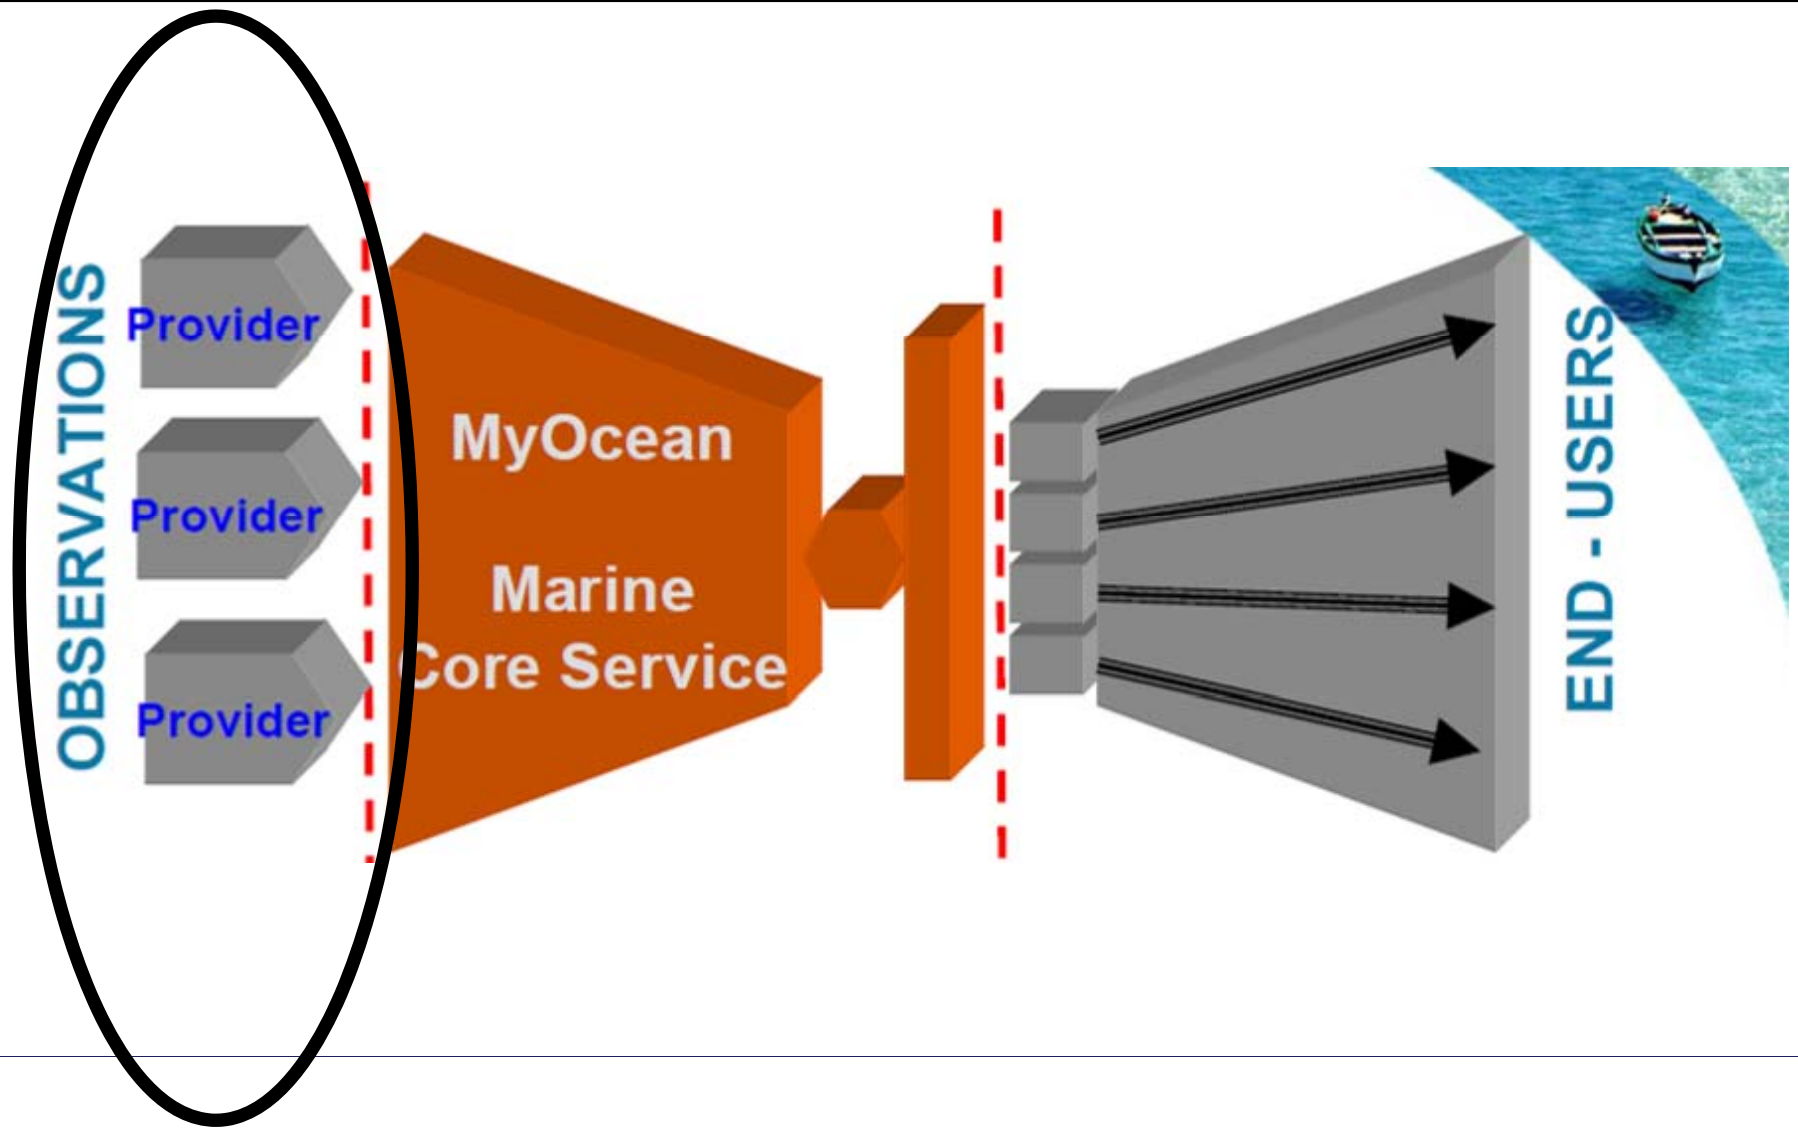 OBSERVATIONS
Provider
Provider
Provider
MyOcean
Marine
Core Service
END - USERS